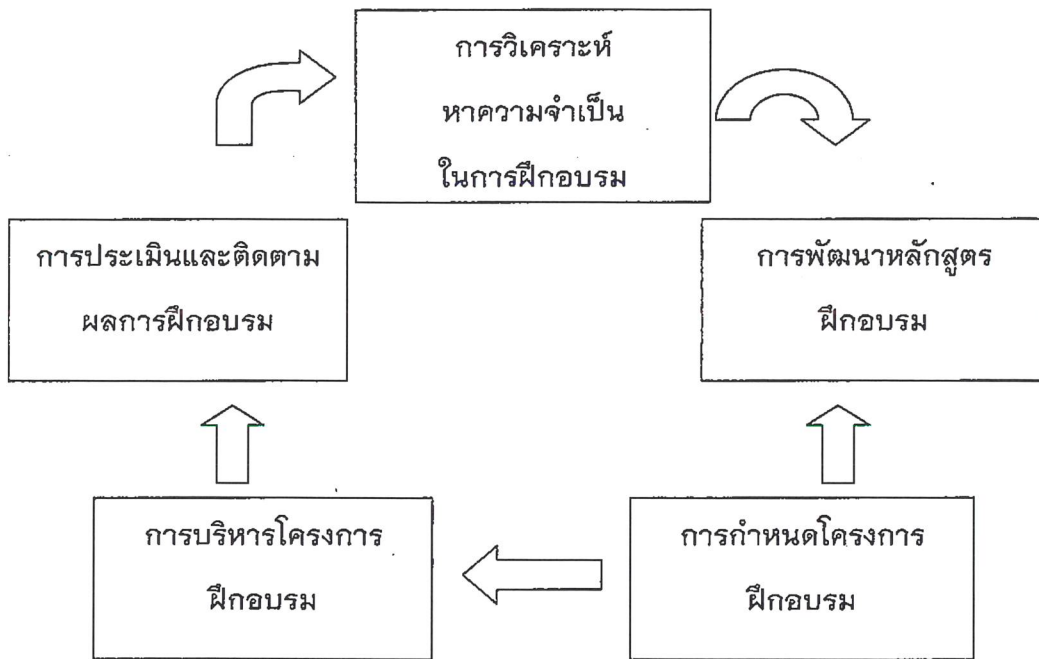 การวิเคราะห์
หาความจำเป็น
ในการฝึกอบรม
การประเมินและติดตาม
ผลการฝึกอบรม
การพัฒนาหลักสูตร
ฝึกอบรม
การบริหารโครงการ
ฝึกอบรม
การกำหนดโครงการ
ฝึกอบรม